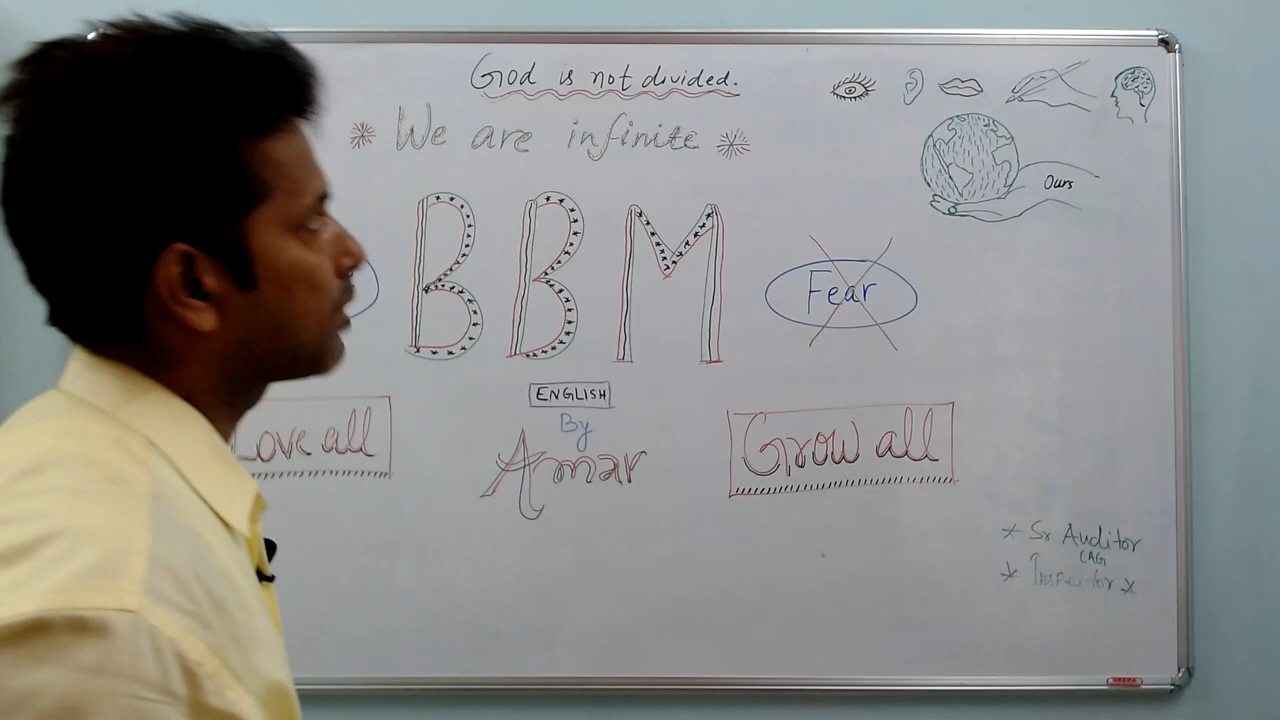 God is not divided.
We are infinite
Ours
BBM
Fear
ENGLISH
By
Amar
Love all
Grow all
* Sr Auditor
CAG
* Inspector *